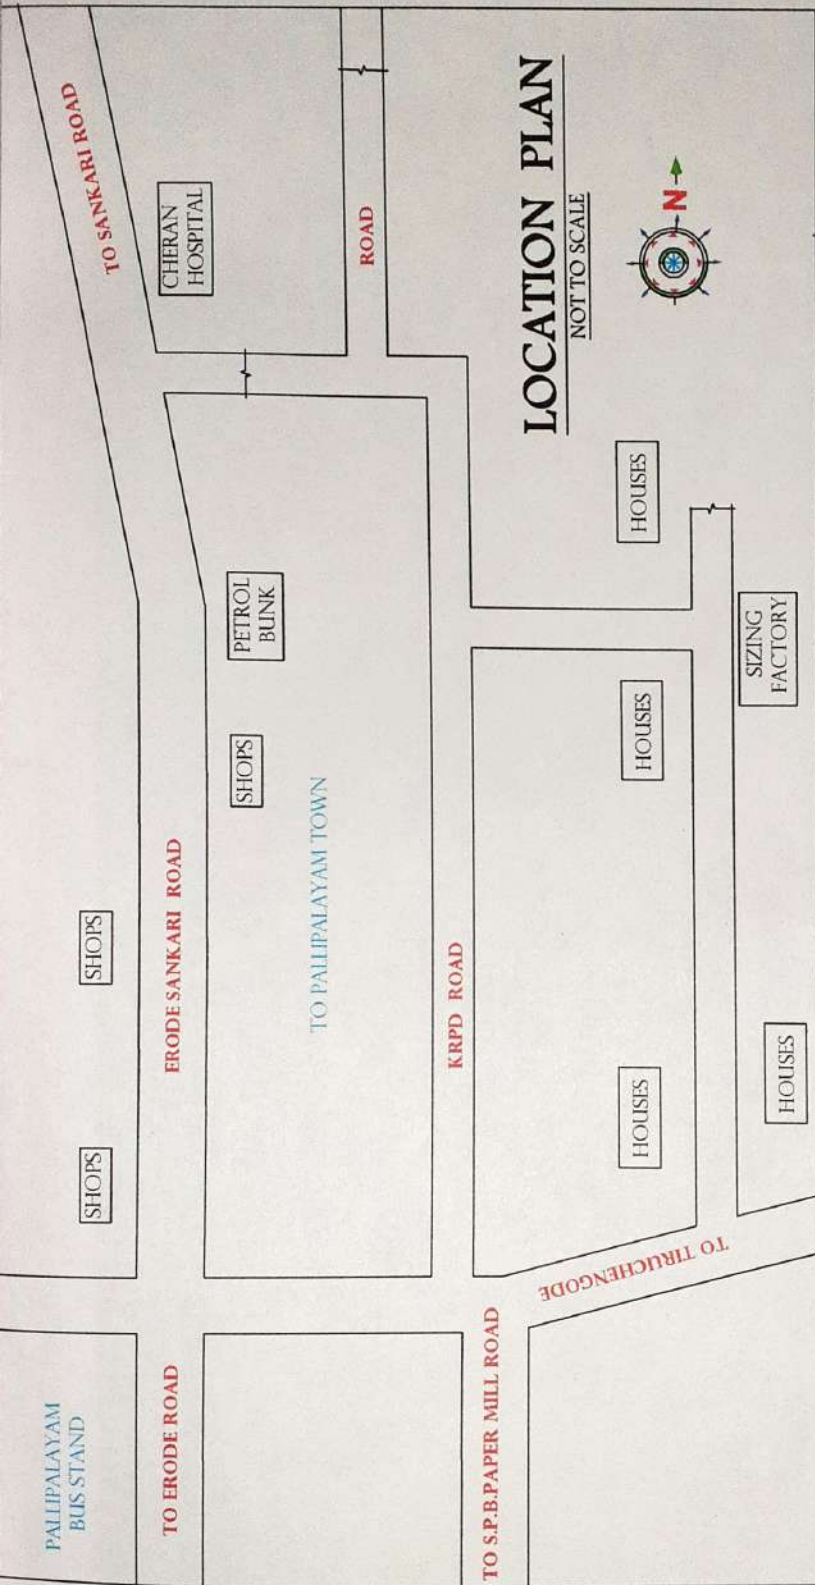 PALLIPALAYAM
BUS STAND
SHOPS
SHOPS
TO SANKARI ROAD
TO ERODE ROAD
ERODE SANKARI ROAD
CHERAN
HOSPITAL
SHOPS
PETROL
BUNK
TO PALLIPALAYAM TOWN
ROAD
TO S.P.B.PAPER MILL ROAD
KRPD ROAD
LOCATION PLAN
NOT TO SCALE
TO TIRUCHENGODE
HOUSES
HOUSES
HOUSES
N
HOUSES
SIZING
FACTORY